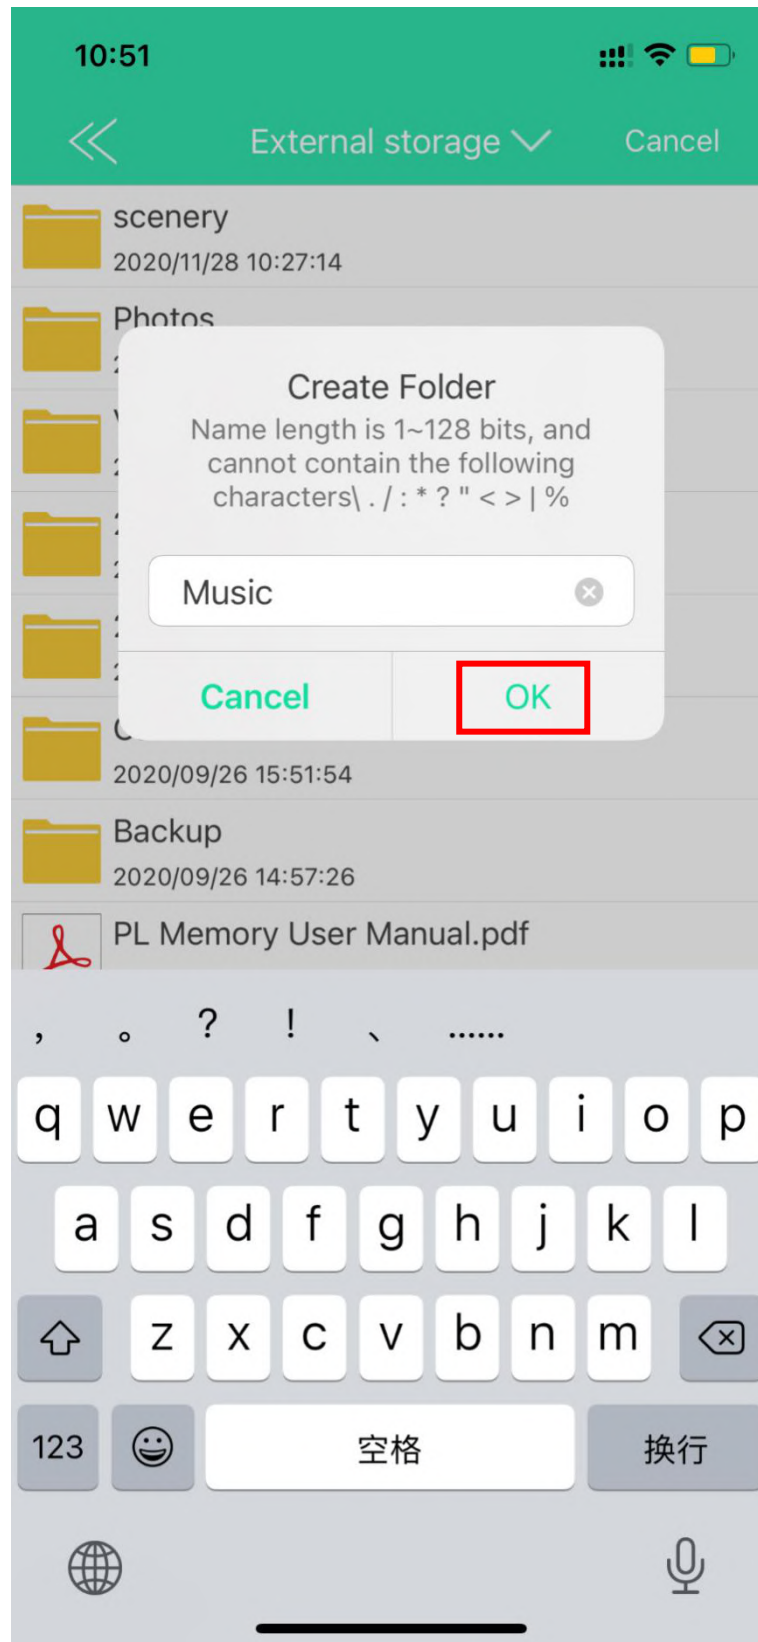 10:51
External storage
Cancel
scenery
2020/11/28 10:27:14
Photos
Create Folder
Name length is 1~128 bits, and
cannot contain the following
characters\ . / : * ? " < > | %
Music
Cancel
OK
2020/09/26 15:51:54
Backup
2020/09/26 14:57:26
PL Memory User Manual.pdf
， 。 ? ! 、 ......
q w e r t y u i o p
a s d f g h j k l
z x c v b n m
123
空格
换行